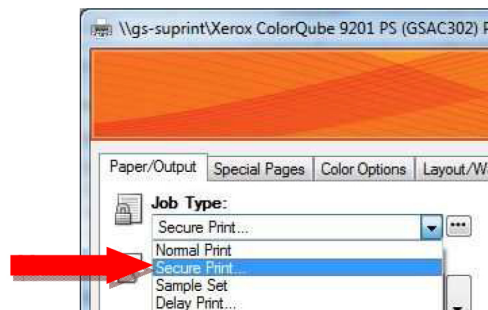 \\gs-suprint\Xerox ColorQube 9201 PS (GSAC302) P
Paper/Output Special Pages Color Options Layout/W
Job Type:
Secure Print...
Normal Print
Secure Print...
Sample Set
Delay Print...